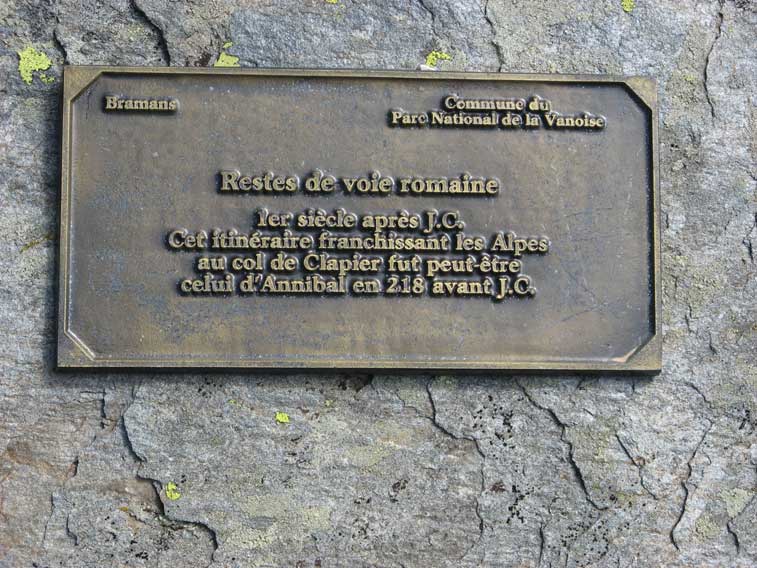 Bramans
Commune du
Parc National de la Vanoise
Restes de voie romaine
1er siècle après J.C.
Cet itinéraire franchissant les Alpes
au col de Clapier fut peut-être
celui d'Annibal en 218 avant J.C.